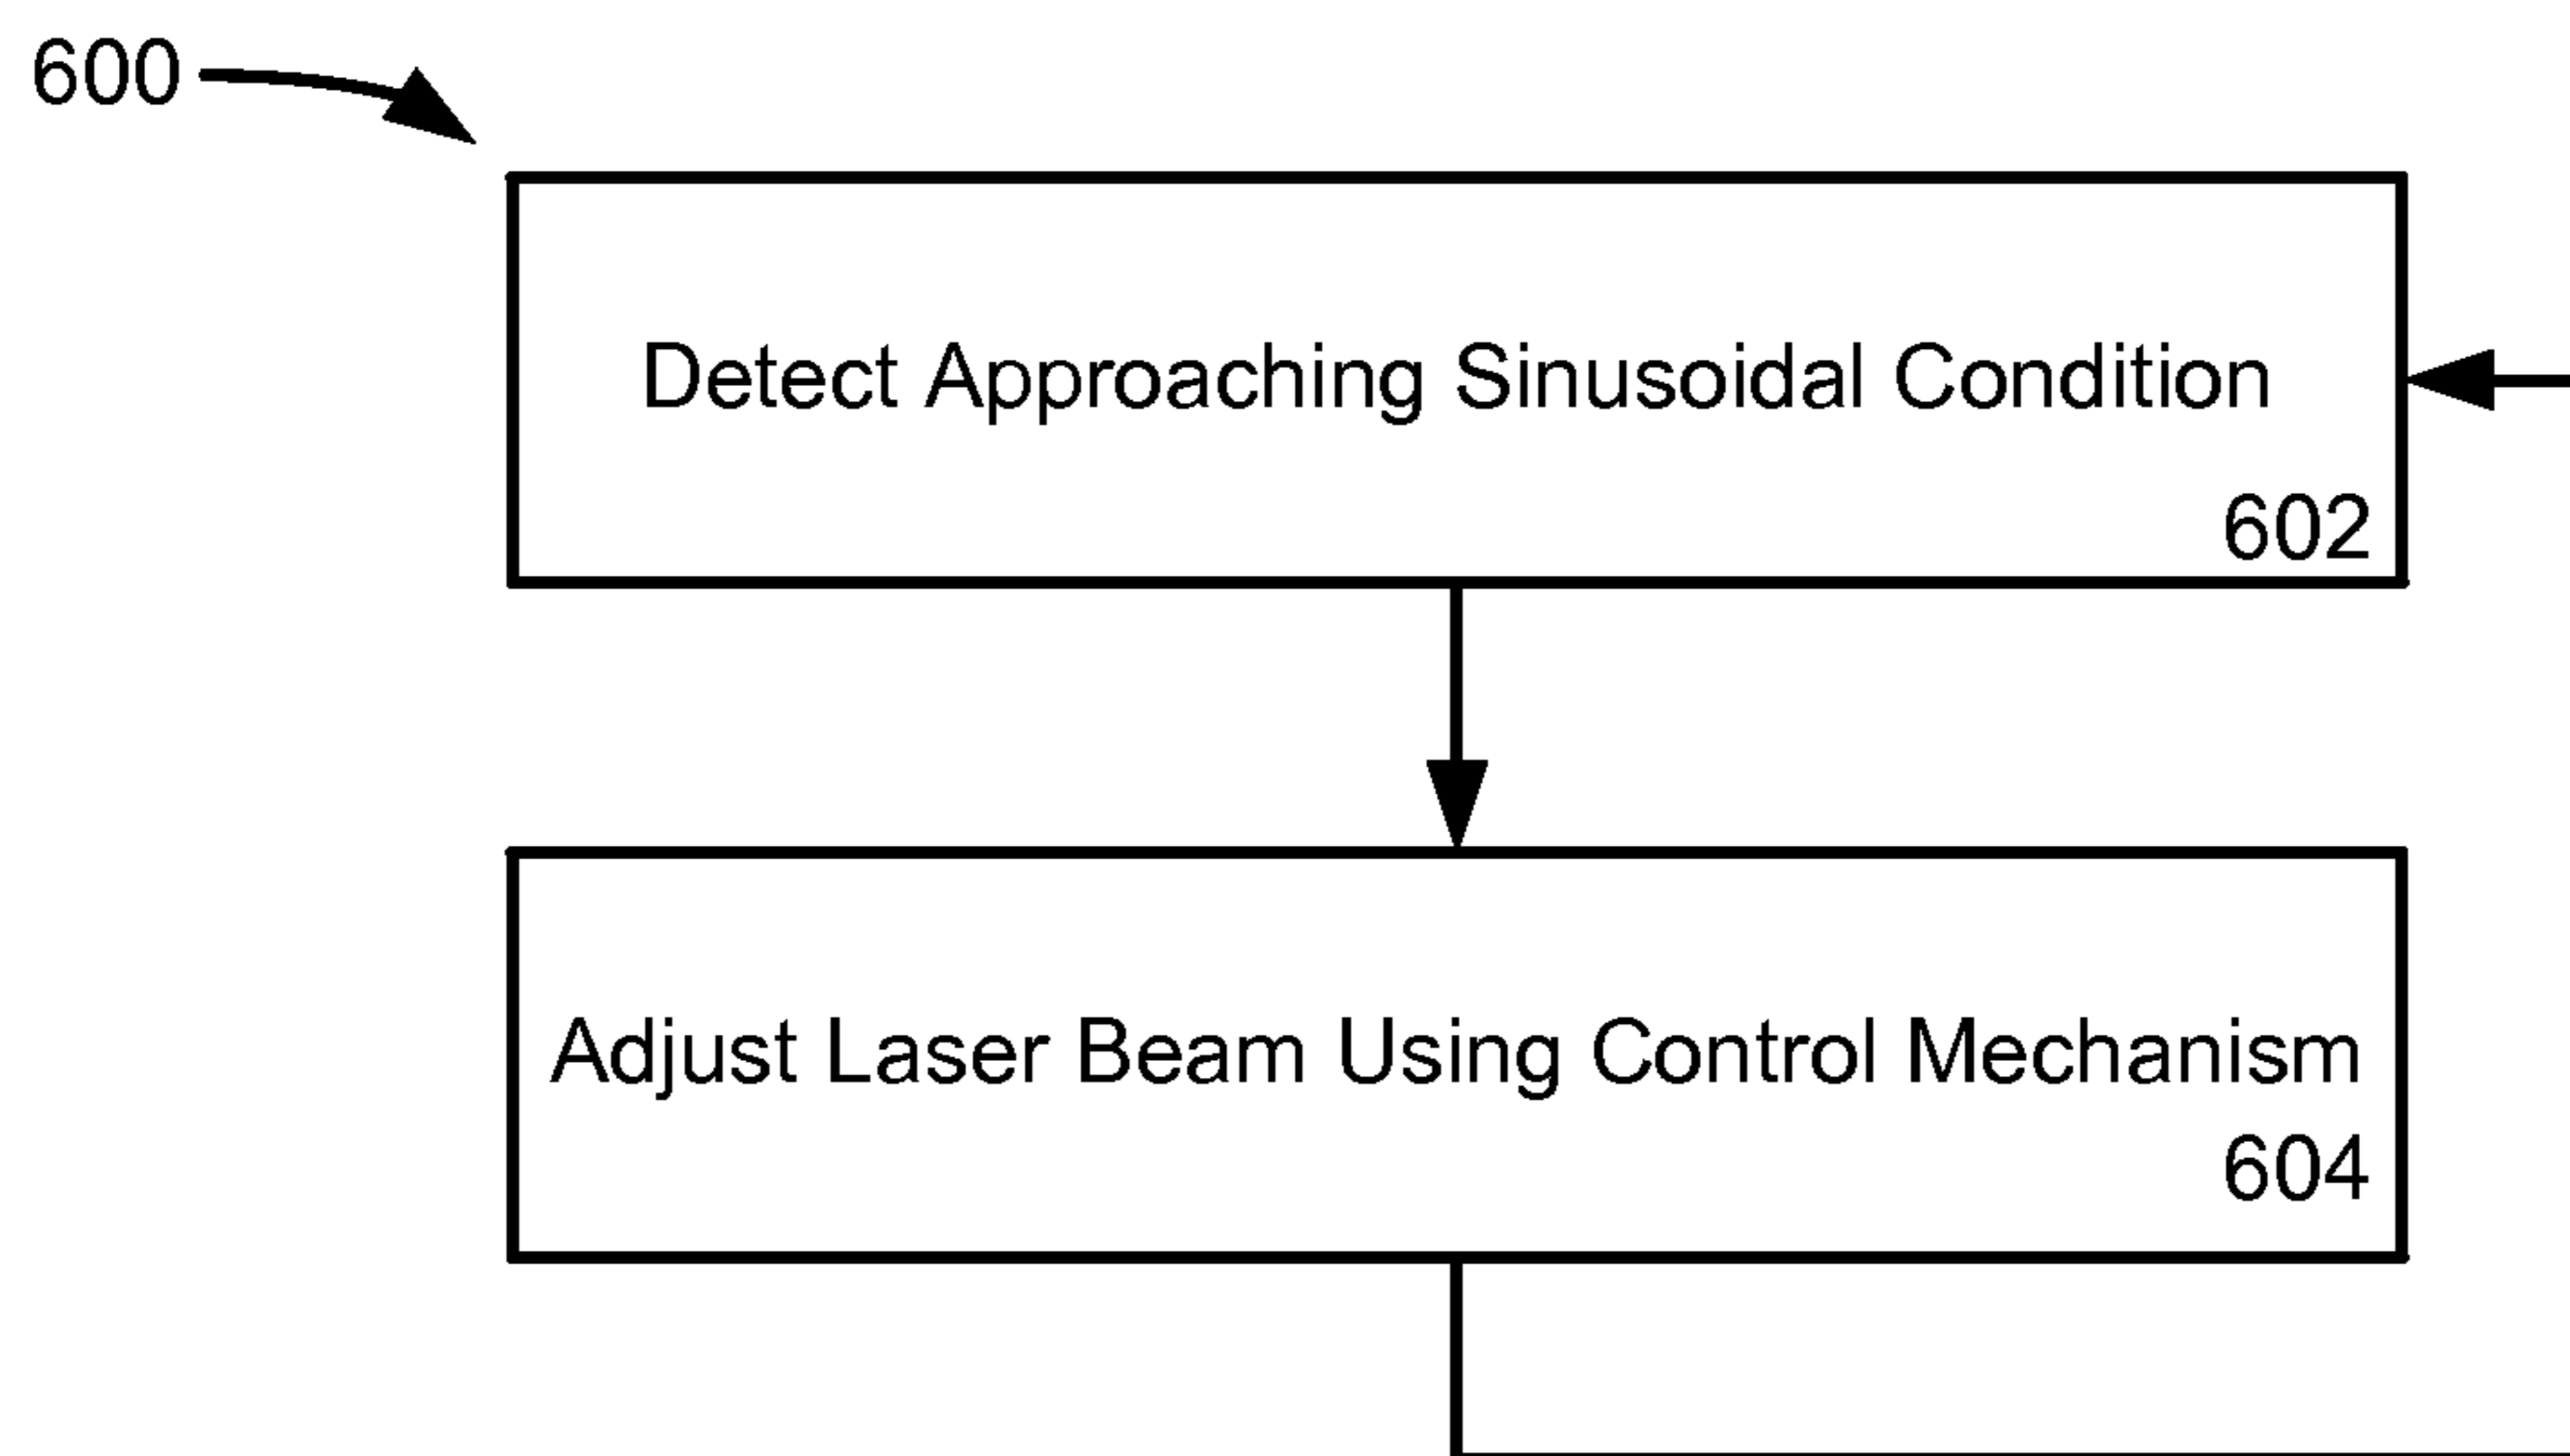 600
Detect Approaching Sinusoidal Condition
602
Adjust Laser Beam Using Control Mechanism
604